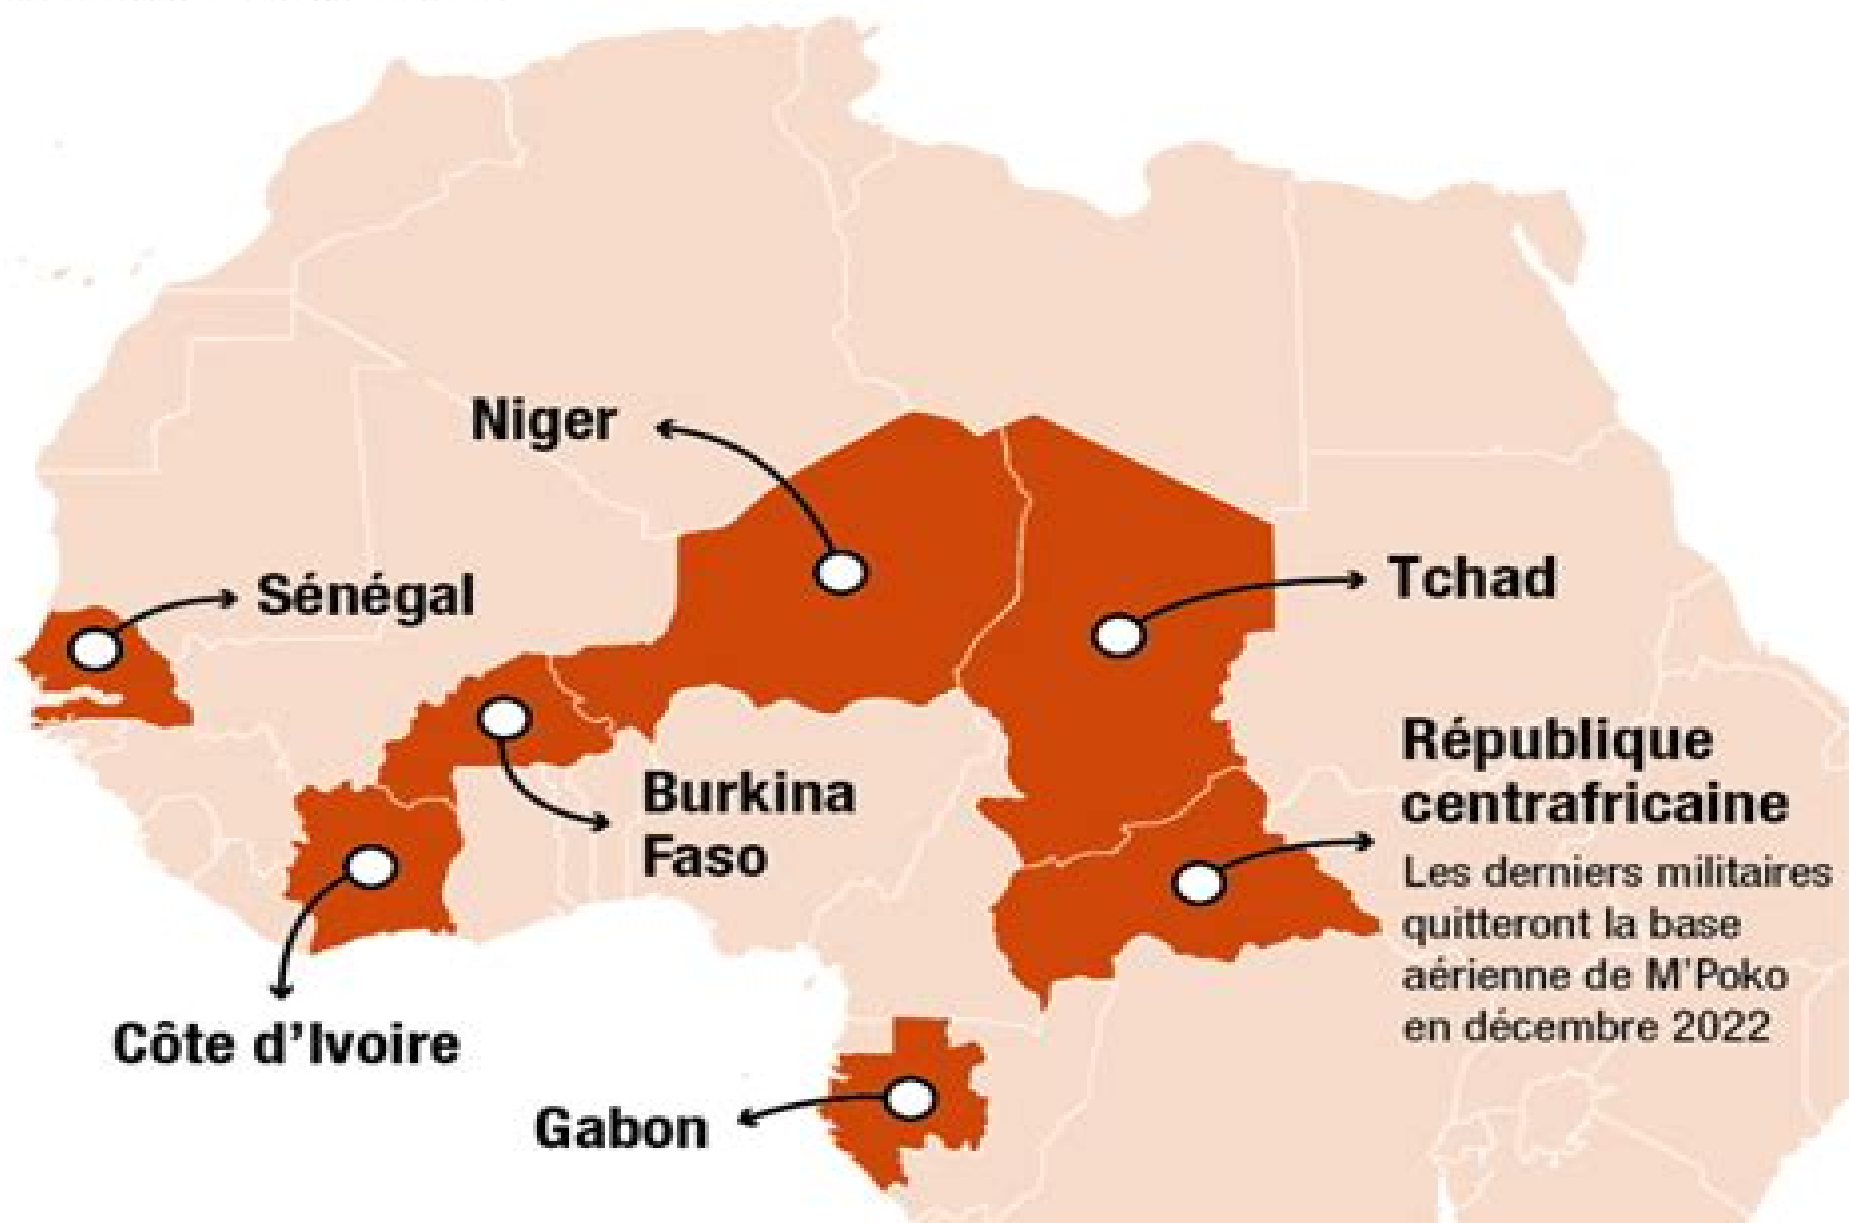 Niger
Sénégal
Tchad
Burkina
Faso
République
centrafricaine
Les derniers militaires
quitteront la base
aérienne de M'Poko
en décembre 2022
Côte d'Ivoire
Gabon